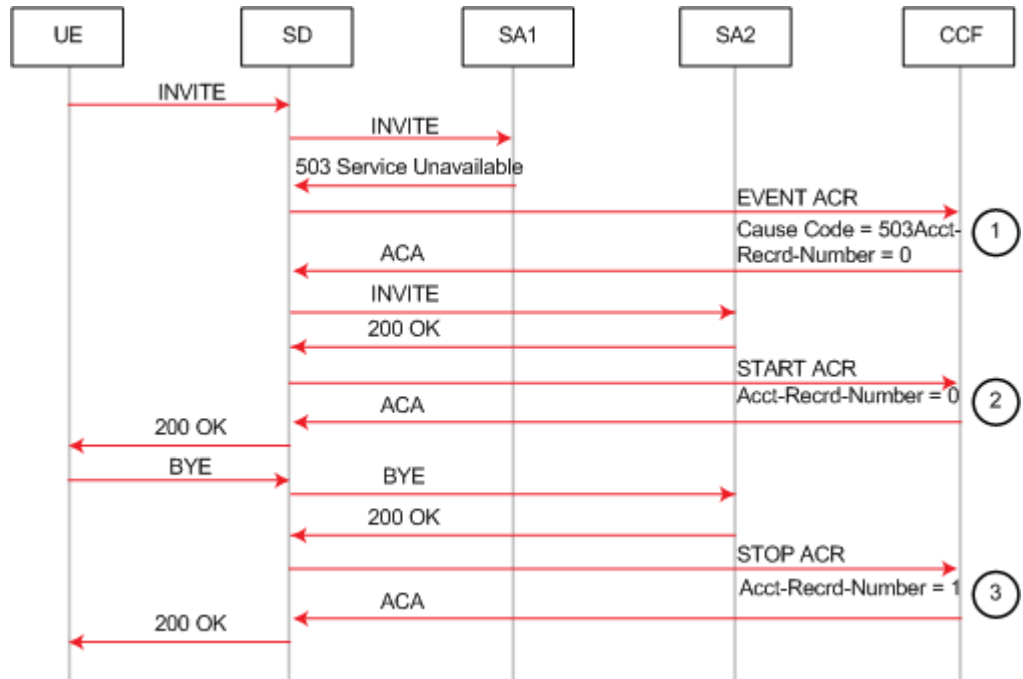 UE
SD
SA1
SA2
CCF
INVITE
INVITE
503 Service Unavailable
EVENT ACR
Cause Code = 503Acct-
Recrd-Number = 0
1
ACA
INVITE
200 OK
START ACR
Acct-Recrd-Number = 0
2
ACA
200 OK
BYE
BYE
200 OK
STOP ACR
Acct-Recrd-Number = 1
3
ACA
200 OK